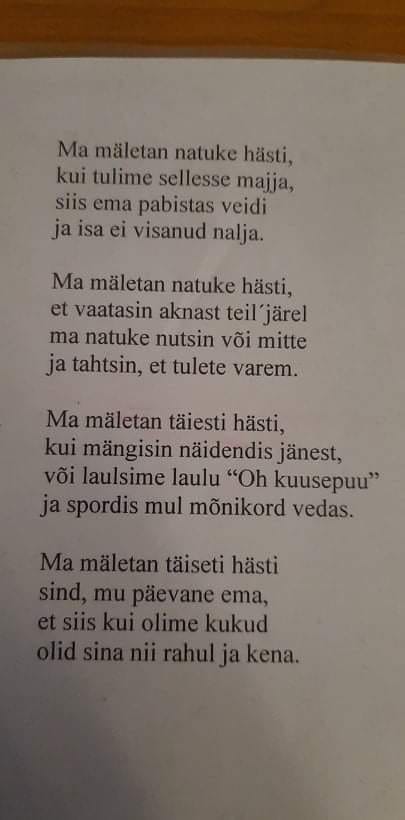 Ma mäletan natuke hästi,
kui tulime sellesse majja,
siis ema pabistas veidi
ja isa ei visanud nalja.
Ma mäletan natuke hästi,
et vaatasin aknast teil´järel
ma natuke nutsin või mitte
ja tahtsin, et tulete varem.
Ma mäletan täiesti hästi,
kui mängisin näidendis jänest,
või laulsime laulu “Oh kuusepuu”
ja spordis mul mõnikord vedas.
Ma mäletan täiseti hästi
sind, mu päevane ema,
et siis kui olime kukud
olid sina nii rahul ja kena.